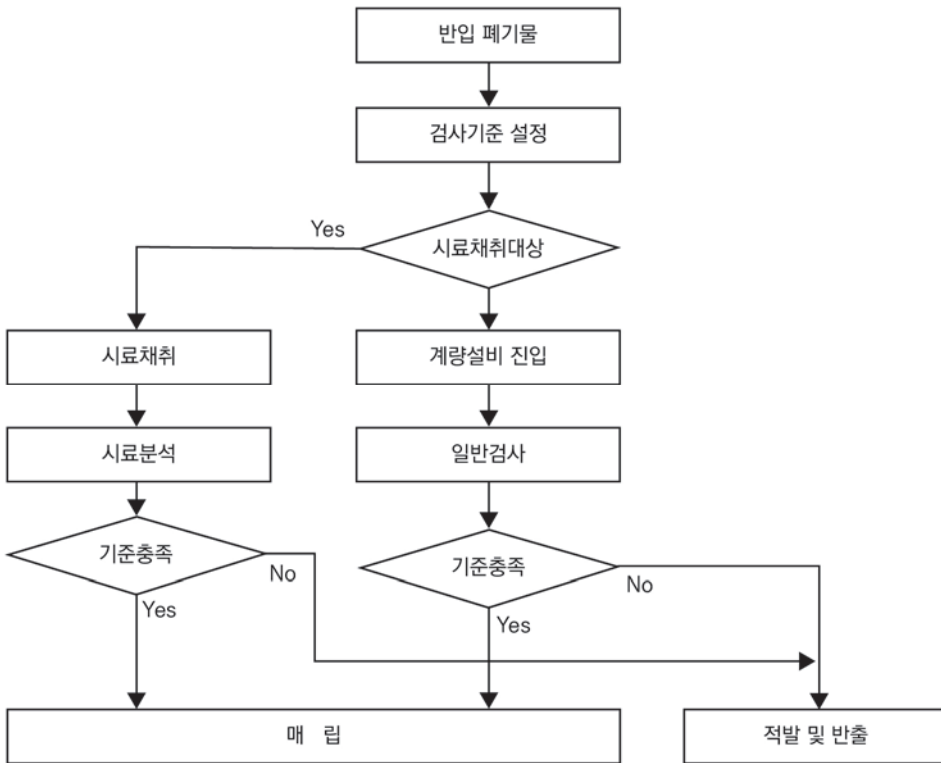 반입 폐기물
검사기준 설정
Yes
시료채취대상
시료채취
계량설비 진입
시료분석
일반검사
기준충족
기준충족
No
No
Yes
Yes
매 립
적발 및 반출